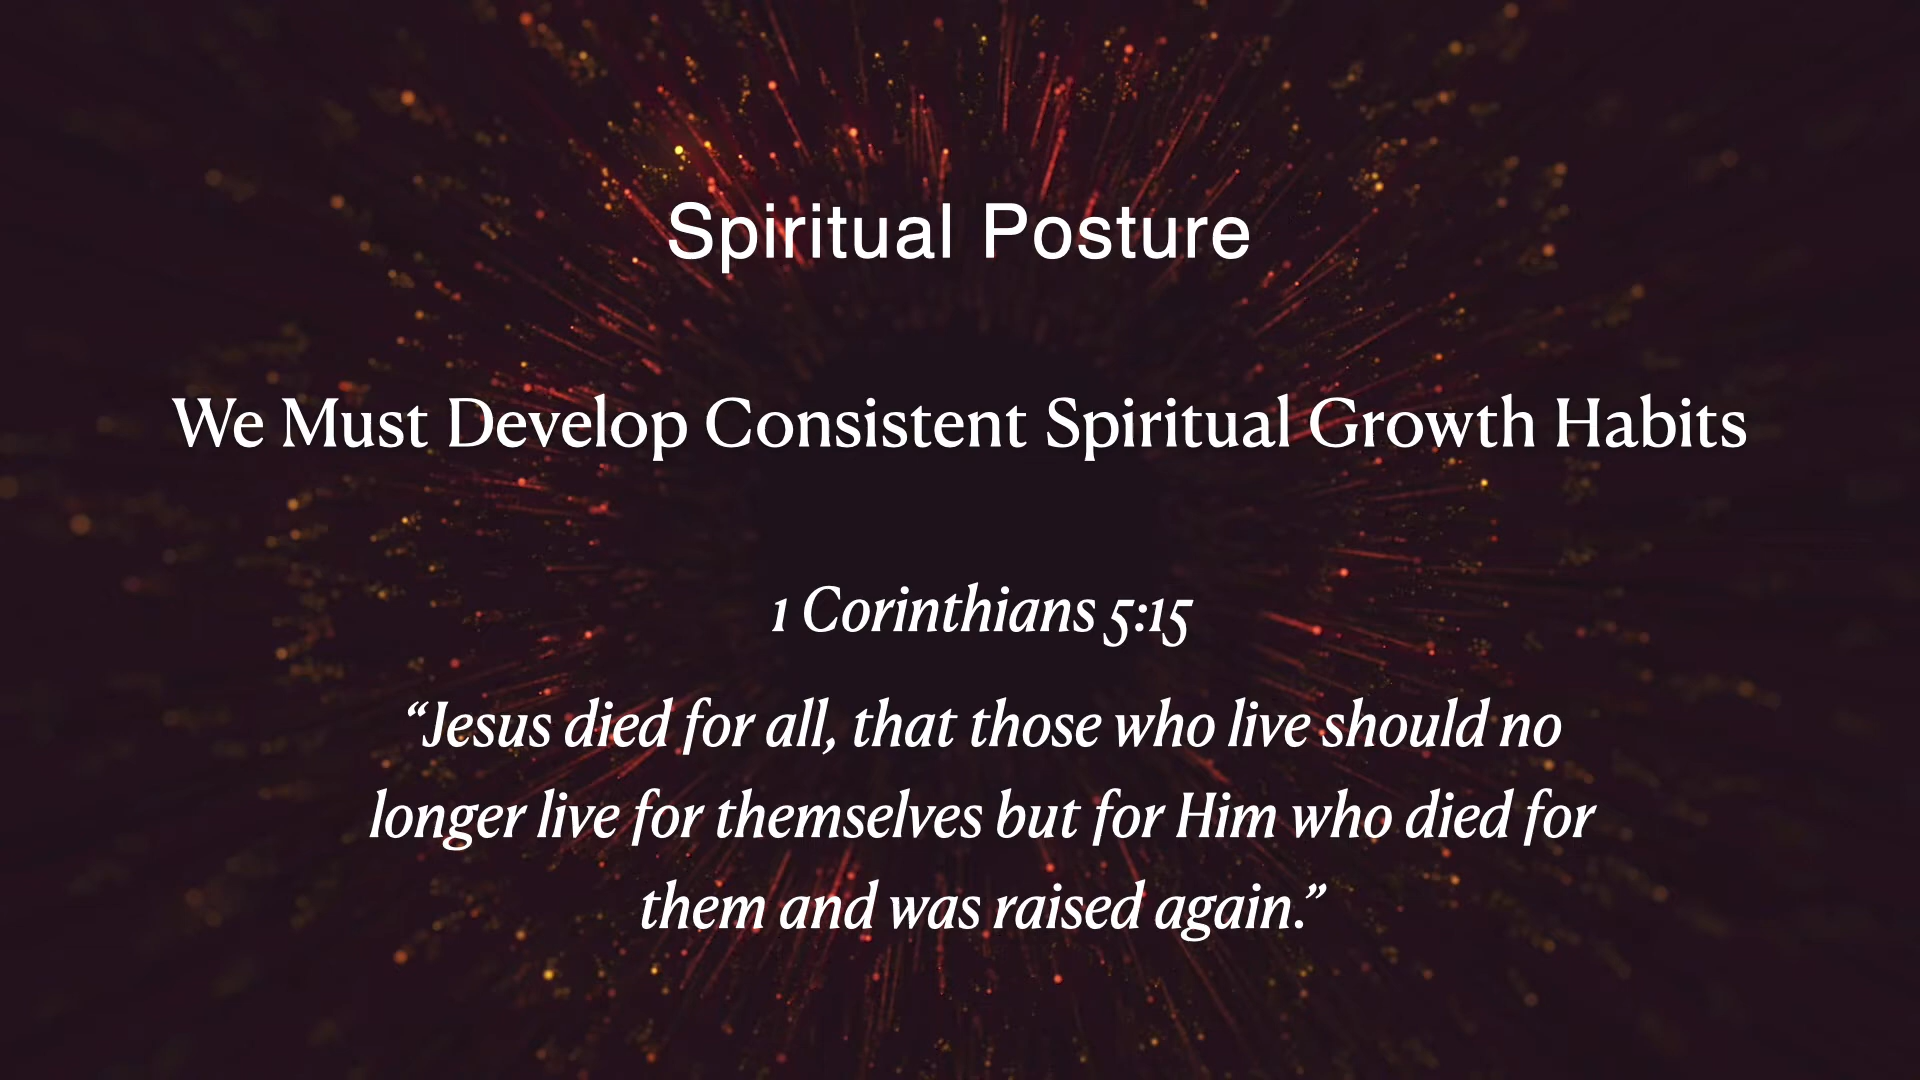 Spiritual Posture
We Must Develop Consistent Spiritual Growth Habits
1 Corinthians 5:15
“Jesus died for all, that those who live should no
longer live for themselves but for Him who died for
them and was raised again.”